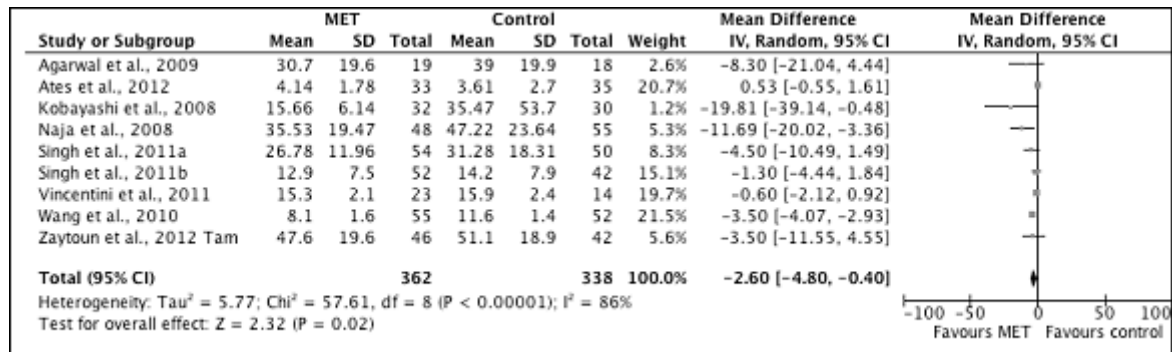 MET Control Mean Difference Mean Difference
Study or Subgroup Mean SD Total Mean SD Total Weight IV, Random, 95% CI IV, Random, 95% CI
Agarwal et al., 2009 30.7 19.6 19 39 19.9 18 2.6% −8.30 [−21.04, 4.44]
Ates et al., 2012 4.14 1.78 33 3.61 2.7 35 20.7% 0.53 [−0.55, 1.61]
Kobayashi et al., 2008 15.66 6.14 32 35.47 53.7 30 1.2% −19.81 [−39.14, −0.48]
Naja et al., 2008 35.53 19.47 48 47.22 23.64 55 5.3% −11.69 [−20.02, −3.36]
Singh et al., 2011a 26.78 11.96 54 31.28 18.31 50 8.3% −4.50 [−10.49, 1.49]
Singh et al., 2011b 12.9 7.5 52 14.2 7.9 42 15.1% −1.30 [−4.44, 1.84]
Vincentini et al., 2011 15.3 2.1 23 15.9 2.4 14 19.7% −0.60 [−2.12, 0.92]
Wang et al., 2010 8.1 1.6 55 11.6 1.4 52 21.5% −3.50 [−4.07, −2.93]
Zaytoun et al., 2012 Tam 47.6 19.6 46 51.1 18.9 42 5.6% −3.50 [−11.55, 4.55]
Total (95% CI) 362 338 100.0% −2.60 [−4.80, −0.40]
Heterogeneity: Tau² = 5.77; Chi² = 57.61, df = 8 (P < 0.00001); I² = 86%
Test for overall effect: Z = 2.32 (P = 0.02)
−100 −50 0 50 100
Favours MET Favours control